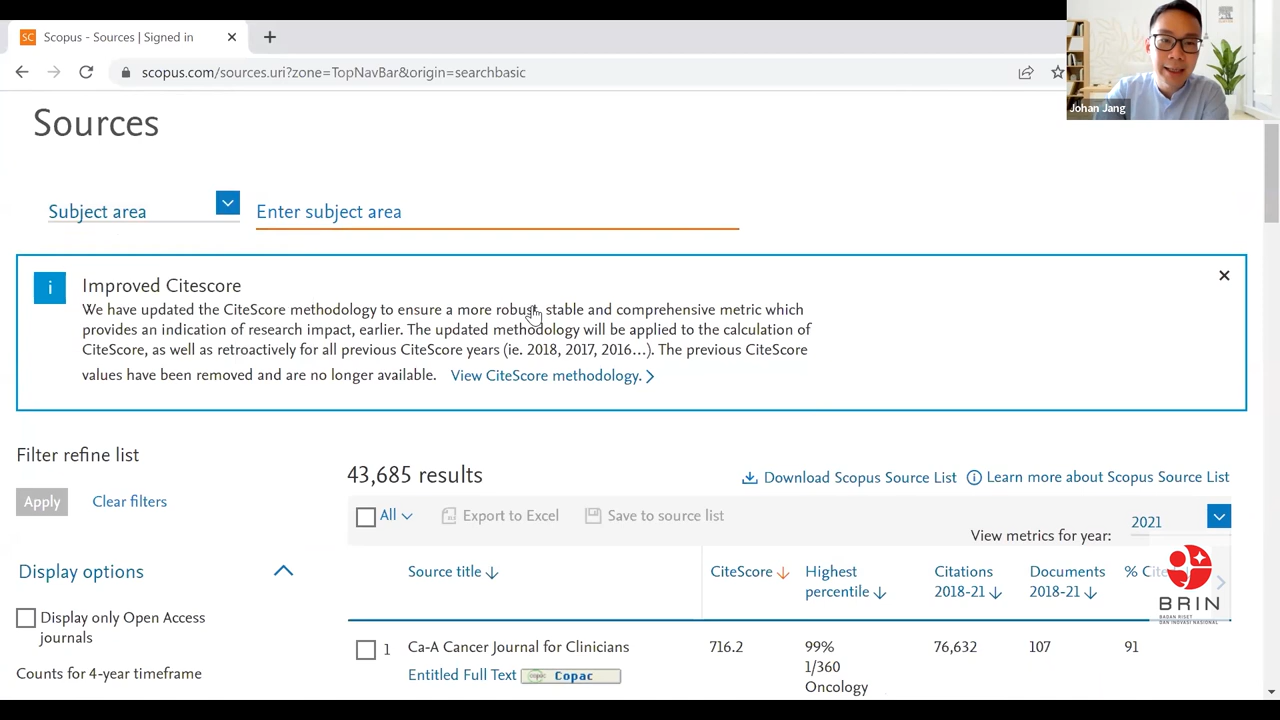 SC Scopus - Sources | Signed in
scopus.com/sources.uri?zone=TopNavBar&origin=searchbasic
Johan Jang
Sources
Subject area
Enter subject area
i
Improved Citescore
We have updated the CiteScore methodology to ensure a more robust, stable and comprehensive metric which
provides an indication of research impact, earlier. The updated methodology will be applied to the calculation of
CiteScore, as well as retroactively for all previous CiteScore years (ie. 2018, 2017, 2016...). The previous CiteScore
values have been removed and are no longer available. View CiteScore methodology.
Filter refine list
Apply Clear filters
Display options
Display only Open Access
journals
Counts for 4-year timeframe
43,685 results
Download Scopus Source List
i Learn more about Scopus Source List
All
Export to Excel
Save to source list
View metrics for year:
2021
Source title
CiteScore
Highest
percentile
Citations
2018-21
Documents
2018-21
%
BRIN
BADAN RISET
DAN INOVASI NASIONAL
1 Ca-A Cancer Journal for Clinicians
Entitled Full Text
Copac
716.2
99%
1/360
Oncology
76,632
107
91